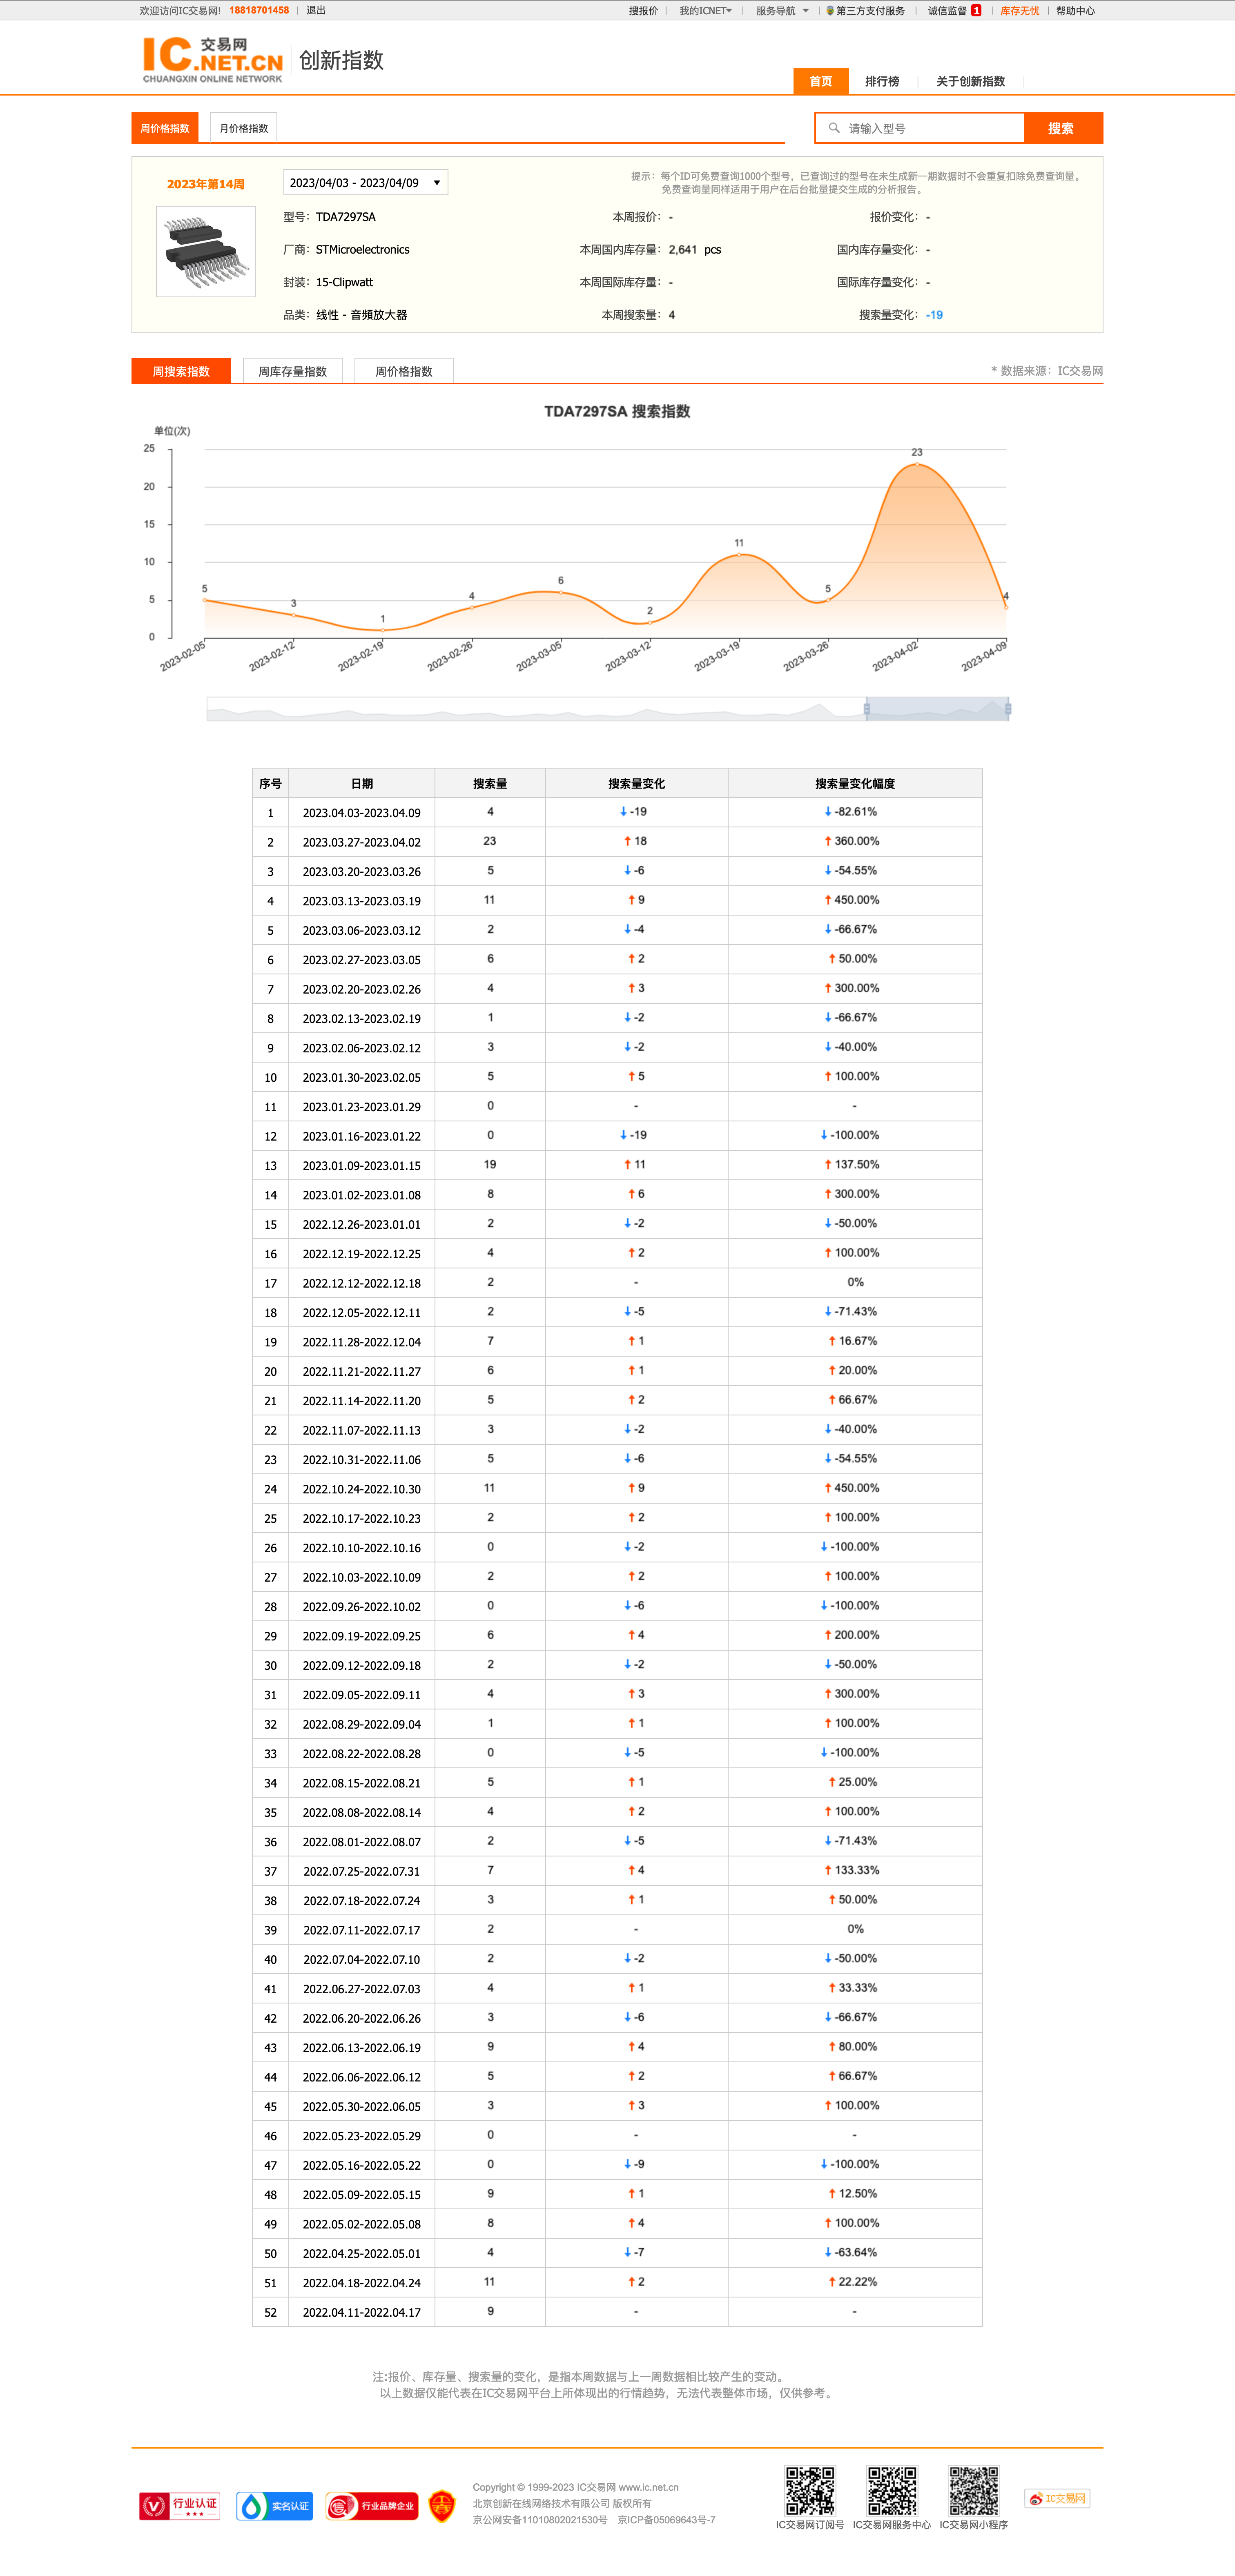 欢迎访问IC交易网! 18818701458 | 退出 搜报价 | 我的ICNET | 服务导航 | 第三方支付服务 | 诚信监督 1 | 库存无忧 | 帮助中心
IC 交易网 .NET.CN
CHUANGXIN ONLINE NETWORK
创新指数
首页 排行榜 关于创新指数
周价格指数 月价格指数 请输入型号 搜索
2023年第14周 2023/04/03 - 2023/04/09
提示：每个ID可免费查询1000个型号，已查询过的型号在未生成新一期数据时不会重复扣除免费查询量。
免费查询量同样适用于用户在后台批量提交生成的分析报告。
型号：TDA7297SA 本周报价：- 报价变化：-
厂商：STMicroelectronics 本周国内库存量：2,641 pcs 国内库存量变化：-
封装：15-Clipwatt 本周国际库存量：- 国际库存量变化：-
品类：线性 - 音頻放大器 本周搜索量：4 搜索量变化：-19
周搜索指数 周库存量指数 周价格指数 * 数据来源：IC交易网
TDA7297SA 搜索指数
单位(次)
25
20
15
10
5
0
5 3 1 4 6 2 11 5 23 4
2023-02-05 2023-02-12 2023-02-19 2023-02-26 2023-03-05 2023-03-12 2023-03-19 2023-03-26 2023-04-02 2023-04-09
序号 日期 搜索量 搜索量变化 搜索量变化幅度
1 2023.04.03-2023.04.09 4 ↓-19 ↓-82.61%
2 2023.03.27-2023.04.02 23 ↑18 ↑360.00%
3 2023.03.20-2023.03.26 5 ↓-6 ↓-54.55%
4 2023.03.13-2023.03.19 11 ↑9 ↑450.00%
5 2023.03.06-2023.03.12 2 ↓-4 ↓-66.67%
6 2023.02.27-2023.03.05 6 ↑2 ↑50.00%
7 2023.02.20-2023.02.26 4 ↑3 ↑300.00%
8 2023.02.13-2023.02.19 1 ↓-2 ↓-66.67%
9 2023.02.06-2023.02.12 3 ↓-2 ↓-40.00%
10 2023.01.30-2023.02.05 5 ↑5 ↑100.00%
11 2023.01.23-2023.01.29 0 - -
12 2023.01.16-2023.01.22 0 ↓-19 ↓-100.00%
13 2023.01.09-2023.01.15 19 ↑11 ↑137.50%
14 2023.01.02-2023.01.08 8 ↑6 ↑300.00%
15 2022.12.26-2023.01.01 2 ↓-2 ↓-50.00%
16 2022.12.19-2022.12.25 4 ↑2 ↑100.00%
17 2022.12.12-2022.12.18 2 - 0%
18 2022.12.05-2022.12.11 2 ↓-5 ↓-71.43%
19 2022.11.28-2022.12.04 7 ↑1 ↑16.67%
20 2022.11.21-2022.11.27 6 ↑1 ↑20.00%
21 2022.11.14-2022.11.20 5 ↑2 ↑66.67%
22 2022.11.07-2022.11.13 3 ↓-2 ↓-40.00%
23 2022.10.31-2022.11.06 5 ↓-6 ↓-54.55%
24 2022.10.24-2022.10.30 11 ↑9 ↑450.00%
25 2022.10.17-2022.10.23 2 ↑2 ↑100.00%
26 2022.10.10-2022.10.16 0 ↓-2 ↓-100.00%
27 2022.10.03-2022.10.09 2 ↑2 ↑100.00%
28 2022.09.26-2022.10.02 0 ↓-6 ↓-100.00%
29 2022.09.19-2022.09.25 6 ↑4 ↑200.00%
30 2022.09.12-2022.09.18 2 ↓-2 ↓-50.00%
31 2022.09.05-2022.09.11 4 ↑3 ↑300.00%
32 2022.08.29-2022.09.04 1 ↑1 ↑100.00%
33 2022.08.22-2022.08.28 0 ↓-5 ↓-100.00%
34 2022.08.15-2022.08.21 5 ↑1 ↑25.00%
35 2022.08.08-2022.08.14 4 ↑2 ↑100.00%
36 2022.08.01-2022.08.07 2 ↓-5 ↓-71.43%
37 2022.07.25-2022.07.31 7 ↑4 ↑133.33%
38 2022.07.18-2022.07.24 3 ↑1 ↑50.00%
39 2022.07.11-2022.07.17 2 - 0%
40 2022.07.04-2022.07.10 2 ↓-2 ↓-50.00%
41 2022.06.27-2022.07.03 4 ↑1 ↑33.33%
42 2022.06.20-2022.06.26 3 ↓-6 ↓-66.67%
43 2022.06.13-2022.06.19 9 ↑4 ↑80.00%
44 2022.06.06-2022.06.12 5 ↑2 ↑66.67%
45 2022.05.30-2022.06.05 3 ↑3 ↑100.00%
46 2022.05.23-2022.05.29 0 - -
47 2022.05.16-2022.05.22 0 ↓-9 ↓-100.00%
48 2022.05.09-2022.05.15 9 ↑1 ↑12.50%
49 2022.05.02-2022.05.08 8 ↑4 ↑100.00%
50 2022.04.25-2022.05.01 4 ↓-7 ↓-63.64%
51 2022.04.18-2022.04.24 11 ↑2 ↑22.22%
52 2022.04.11-2022.04.17 9 - -
注:报价、库存量、搜索量的变化，是指本周数据与上一周数据相比较产生的变动。
以上数据仅能代表在IC交易网平台上所体现出的行情趋势，无法代表整体市场，仅供参考。
行业认证 实名认证 行业品牌企业
Copyright © 1999-2023 IC交易网 www.ic.net.cn
北京创新在线网络技术有限公司 版权所有
京公网安备11010802021530号 京ICP备05069643号-7
IC交易网订阅号 IC交易网服务中心 IC交易网小程序
IC交易网